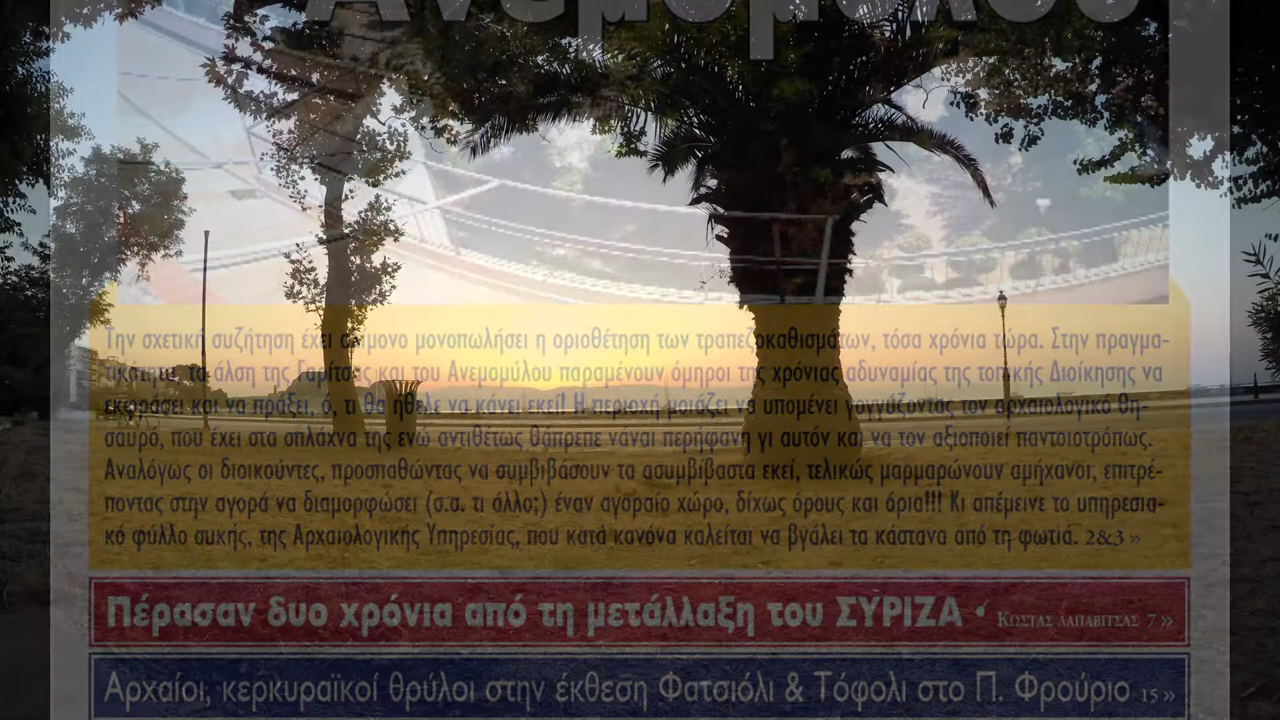 Ανεμόμυλου
Την σχετική συζήτηση έχει επίμονο μονοπωλήσει η οριοθέτηση των τραπεζοκαθισμάτων, τόσα χρόνια τώρα. Στην πραγμα-
τικότητα, τα άλση της Γαρίτσας και του Ανεμομύλου παραμένουν όμηροι της χρόνιας αδυναμίας της τοπικής Διοίκησης να
εκφράσει και να πράξει, ό, τι θα ήθελε να κάνει εκεί! Η περιοχή μοιάζει να υπομένει γογγύζοντας τον αρχαιολογικό θη-
σαυρό, που έχει στα σπλάχνα της ενώ αντιθέτως θάπρεπε νάναι περήφανη γι αυτόν και να τον αξιοποιεί παντοιοτρόπως.
Αναλόγως οι διοικούντες, προσπαθώντας να συμβιβάσουν τα ασυμβίβαστα εκεί, τελικώς μαρμαρώνουν αμήχανοι, επιτρέ-
ποντας στην αγορά να διαμορφώσει (σ.σ. τι άλλο;) έναν αγοραίο χώρο, δίχως όρους και όρια!!! Κι απέμεινε το υπηρεσια-
κό φύλλο συκής, της Αρχαιολογικής Υπηρεσίας, που κατά κανόνα καλείται να βγάλει τα κάστανα από τη φωτιά. 2&3 »
Πέρασαν δυο χρόνια από τη μετάλλαξη του ΣΥΡΙΖΑ • ΚΩΣΤΑΣ ΛΑΠΑΒΙΤΣΑΣ 7 »
Αρχαίοι, κερκυραϊκοί θρύλοι στην έκθεση Φατσιόλι & Τόφολι στο Π. Φρούριο 15 »